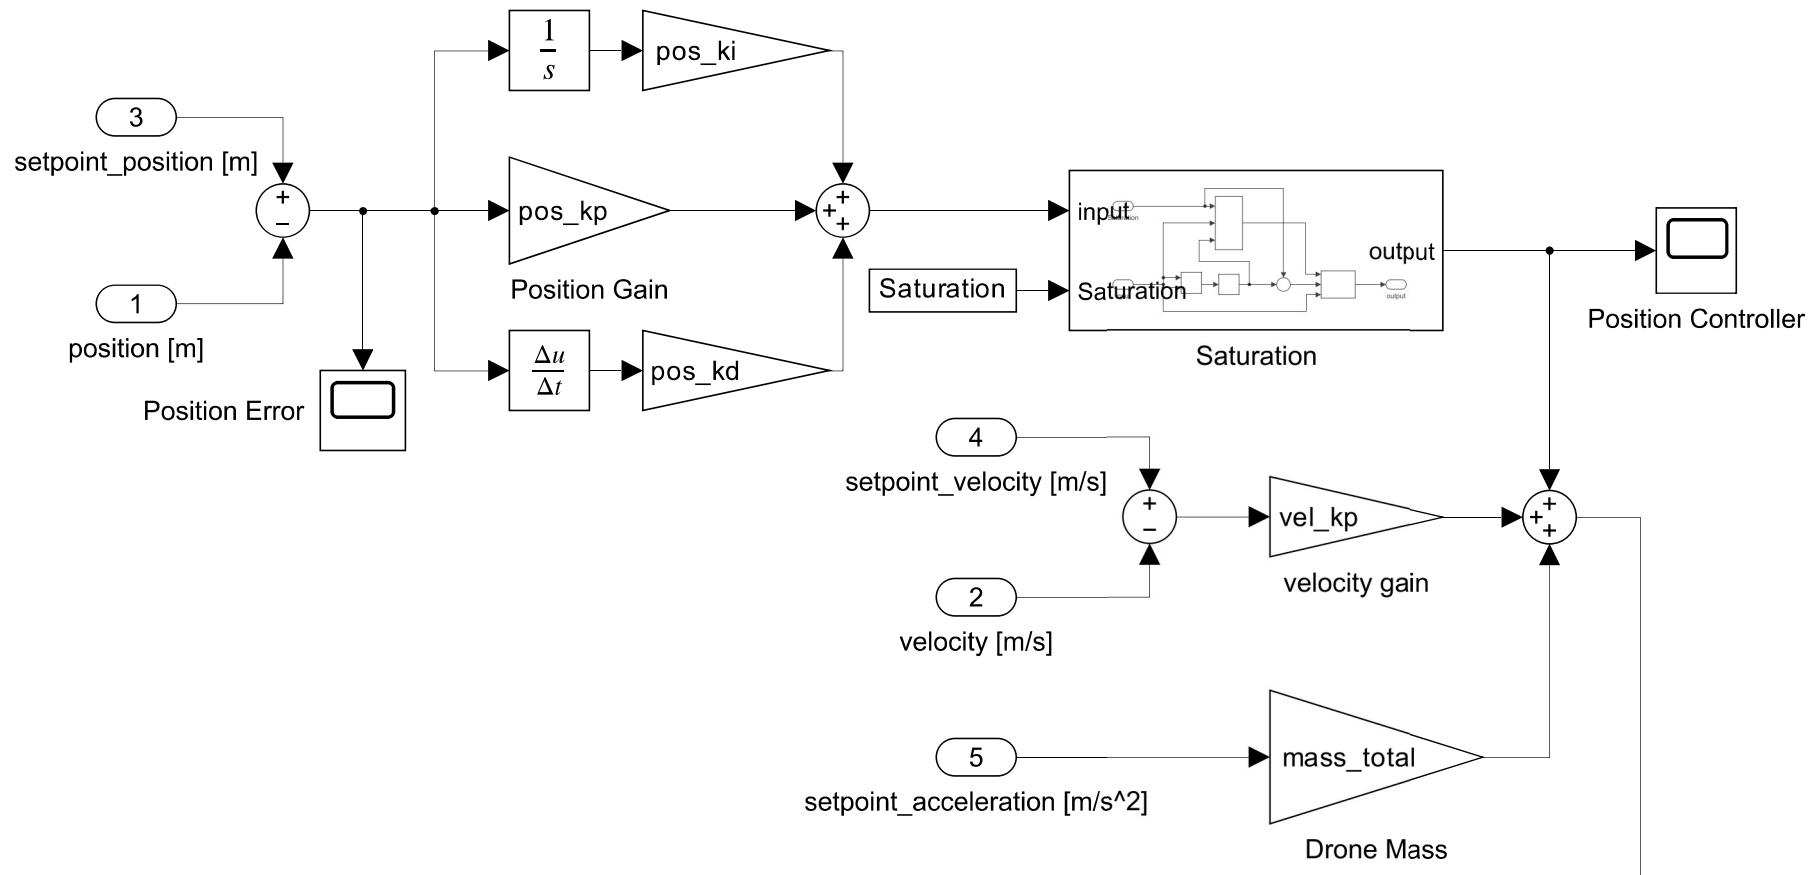 1
s
pos_ki
3
setpoint_position [m]
+
−
pos_kp
+
+
+
input
output
Position Gain
Saturation
Saturation
output
1
position [m]
Position Controller
Saturation
Δu
Δt
pos_kd
Position Error
4
setpoint_velocity [m/s]
+
−
vel_kp
+
+
+
velocity gain
2
velocity [m/s]
5
mass_total
setpoint_acceleration [m/s^2]
Drone Mass